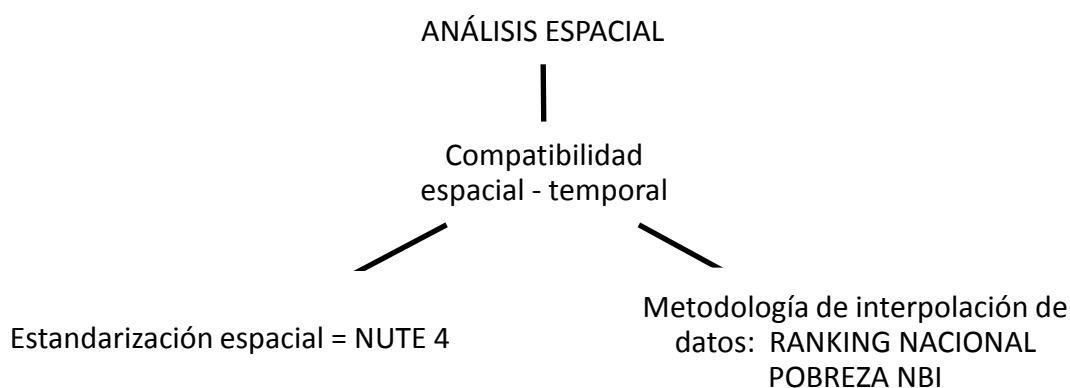 ANÁLISIS ESPACIAL
Compatibilidad
espacial - temporal
Estandarización espacial = NUTE 4
Metodología de interpolación de
datos:  RANKING NACIONAL
POBREZA NBI